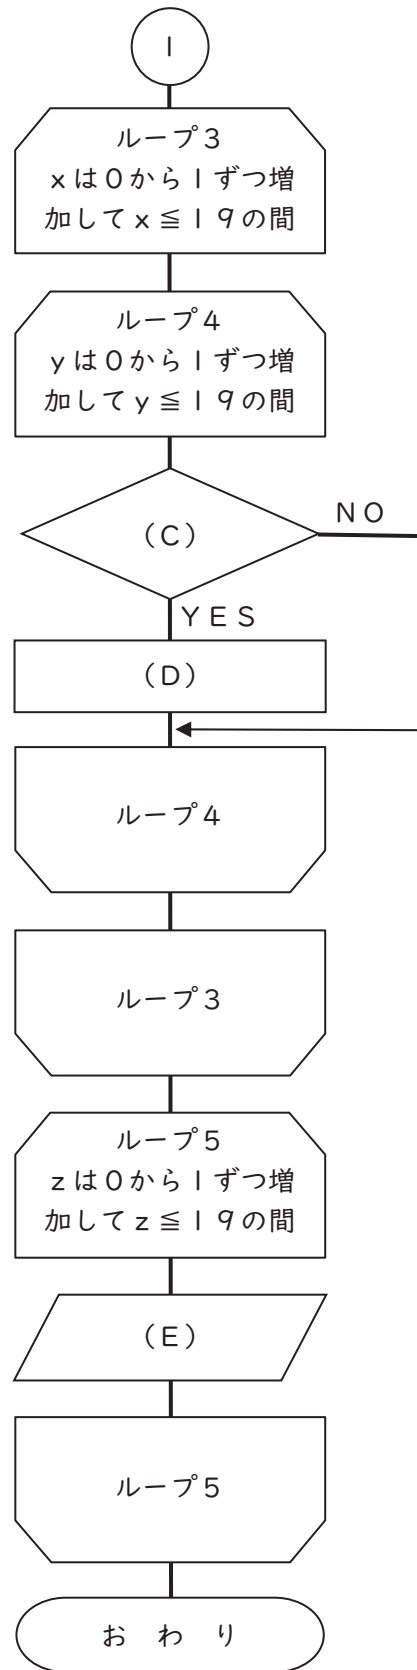 1
ループ3
xは0から1ずつ増
加してx≦19の間
ループ4
yは0から1ずつ増
加してy≦19の間
(C)
NO
YES
(D)
ループ4
ループ3
ループ5
zは0から1ずつ増
加してz≦19の間
(E)
ループ5
おわり